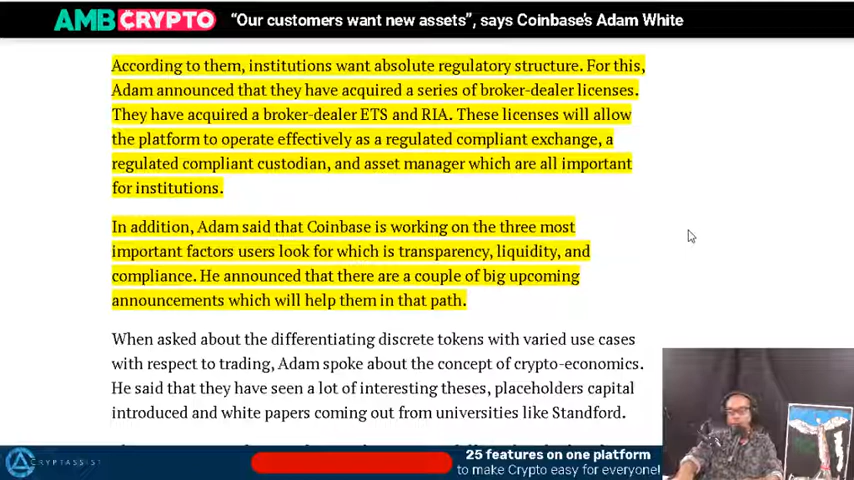 AMBCRYPTO
“Our customers want new assets”, says Coinbase’s Adam White
According to them, institutions want absolute regulatory structure. For this,
Adam announced that they have acquired a series of broker-dealer licenses.
They have acquired a broker-dealer ETS and RIA. These licenses will allow
the platform to operate effectively as a regulated compliant exchange, a
regulated compliant custodian, and asset manager which are all important
for institutions.
In addition, Adam said that Coinbase is working on the three most
important factors users look for which is transparency, liquidity, and
compliance. He announced that there are a couple of big upcoming
announcements which will help them in that path.
When asked about the differentiating discrete tokens with varied use cases
with respect to trading, Adam spoke about the concept of crypto-economics.
He said that they have seen a lot of interesting theses, placeholders capital
introduced and white papers coming out from universities like Standford.
CRYPTASSIST
25 features on one platform
to make Crypto easy for everyone!